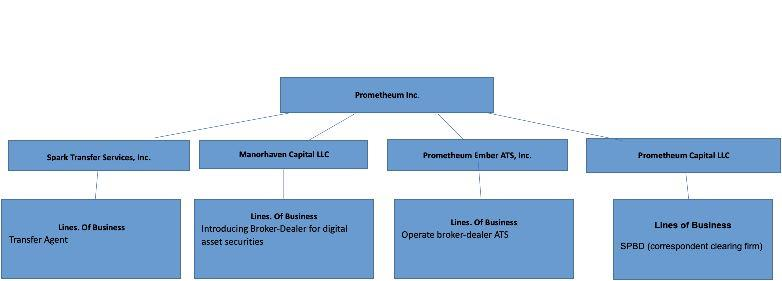 Prometheum Inc.
Spark Transfer Services, Inc.
Manorhaven Capital LLC
Prometheum Ember ATS, Inc.
Prometheum Capital LLC
Lines. Of Business
Transfer Agent
Lines. Of Business
Introducing Broker-Dealer for digital
asset securities
Lines. Of Business
Operate broker-dealer ATS
Lines of Business
SPBD (correspondent clearing firm)